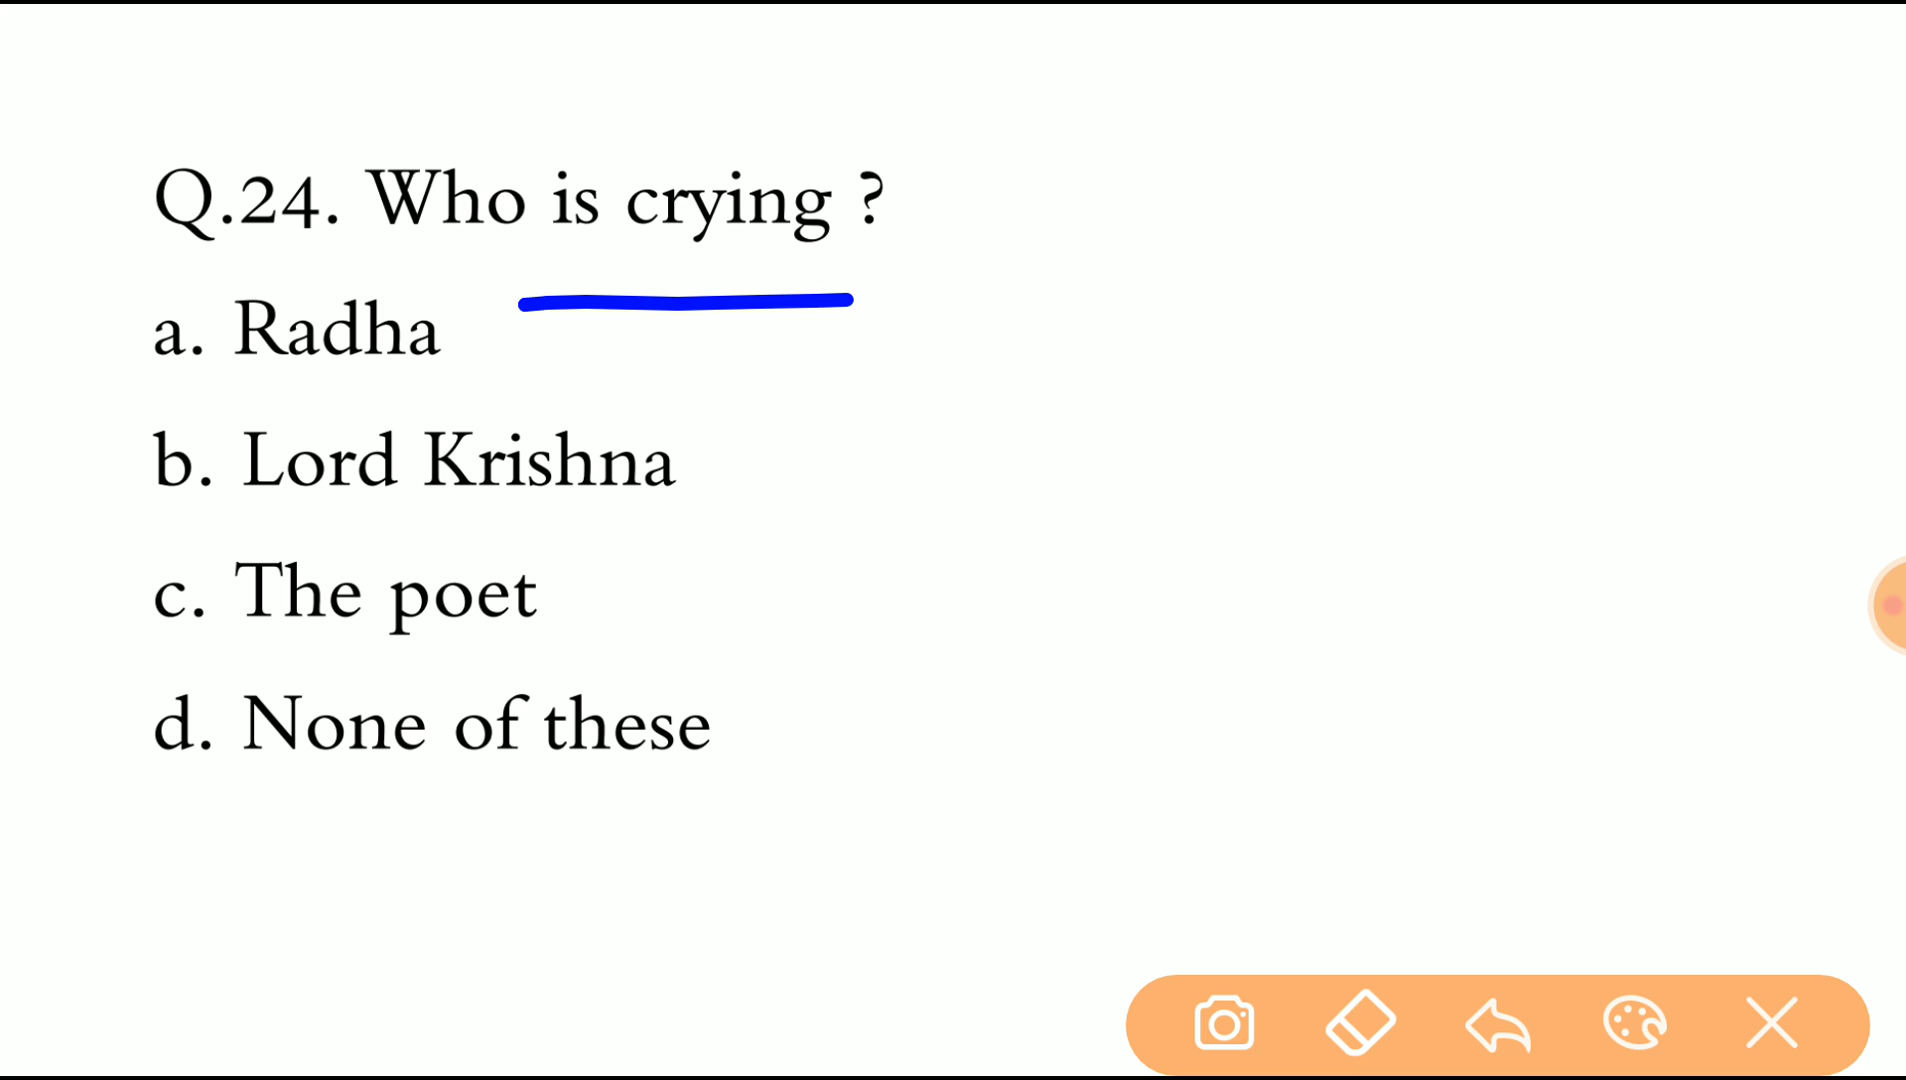 Q.24. Who is crying ?
a. Radha
b. Lord Krishna
c. The poet
d. None of these